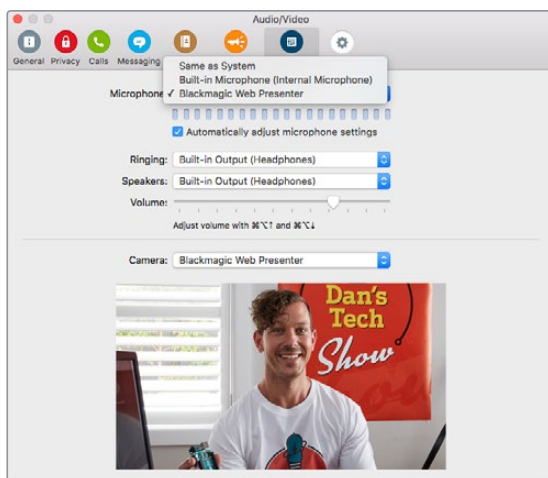 Audio/Video
General Privacy Calls Messaging
Same as System
Built-in Microphone (Internal Microphone)
Microphone: ✓ Blackmagic Web Presenter
Automatically adjust microphone settings
Ringing: Built-in Output (Headphones)
Speakers: Built-in Output (Headphones)
Volume:
Adjust volume with ⌘⌥↑ and ⌘⌥↓
Camera: Blackmagic Web Presenter
Dan's
Tech
Show